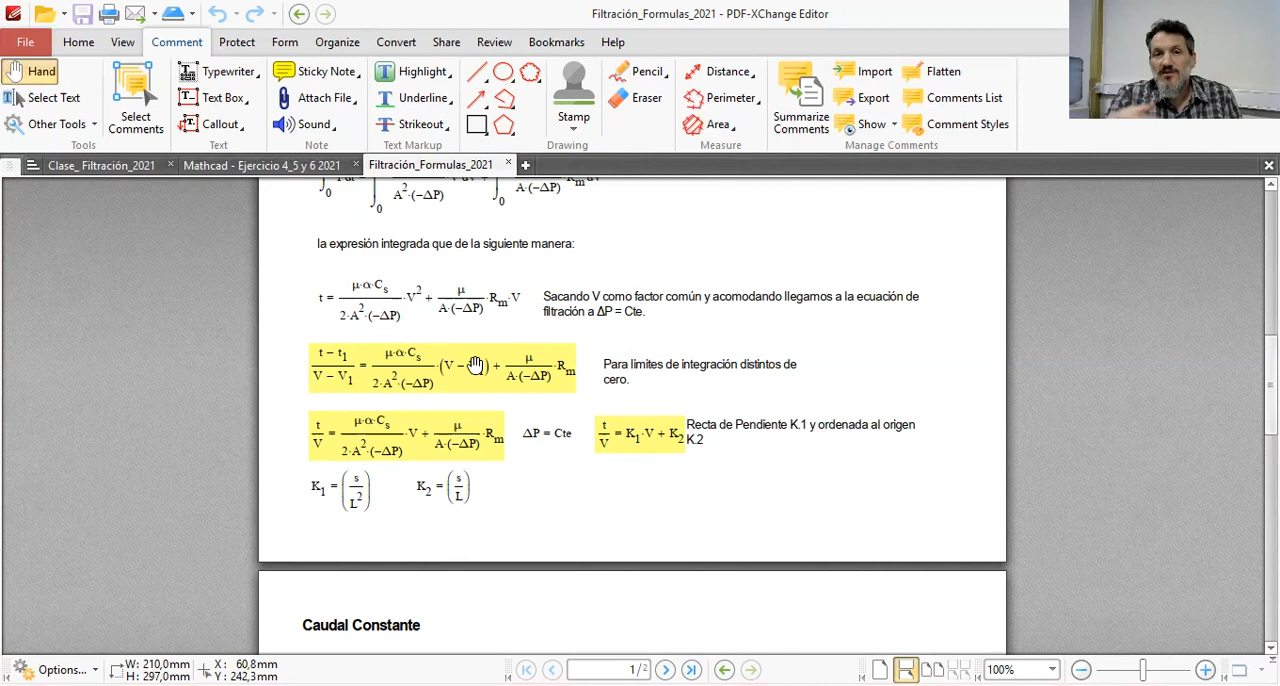 Filtración_Formulas_2021 - PDF-XChange Editor
File Home View Comment Protect Form Organize Convert Share Review Bookmarks Help
Hand
Select Text
Other Tools
Select Comments
Tools
Typewriter
Text Box
Callout
Text
Sticky Note
Attach File
Sound
Note
Highlight
Underline
Strikeout
Text Markup
Stamp
Pencil
Eraser
Drawing
Distance
Perimeter
Area
Measure
Summarize Comments
Import
Export
Show
Flatten
Comments List
Comment Styles
Manage Comments
Clase_Filtración_2021 Mathcad - Ejercicio 4_5 y 6 2021 Filtración_Formulas_2021
A²·(−ΔP) A·(−ΔP)
la expresión integrada que de la siguiente manera:
t = μ·α·Cs / 2·A²·(−ΔP) ·V² + μ / A·(−ΔP) ·Rm·V
Sacando V como factor común y acomodando llegamos a la ecuación de
filtración a ΔP = Cte.
t − t1 / V − V1 = μ·α·Cs / 2·A²·(−ΔP) ·(V − ) + μ / A·(−ΔP) ·Rm
Para limites de integración distintos de
cero.
t / V = μ·α·Cs / 2·A²·(−ΔP) ·V + μ / A·(−ΔP) ·Rm ΔP = Cte t / V = K1·V + K2
Recta de Pendiente K.1 y ordenada al origen
K.2
K1 = (s / L²) K2 = (s / L)
Caudal Constante
Options...
W: 210,0mm
H: 297,0mm
X: 60,8mm
Y: 242,3mm
1/2
100%